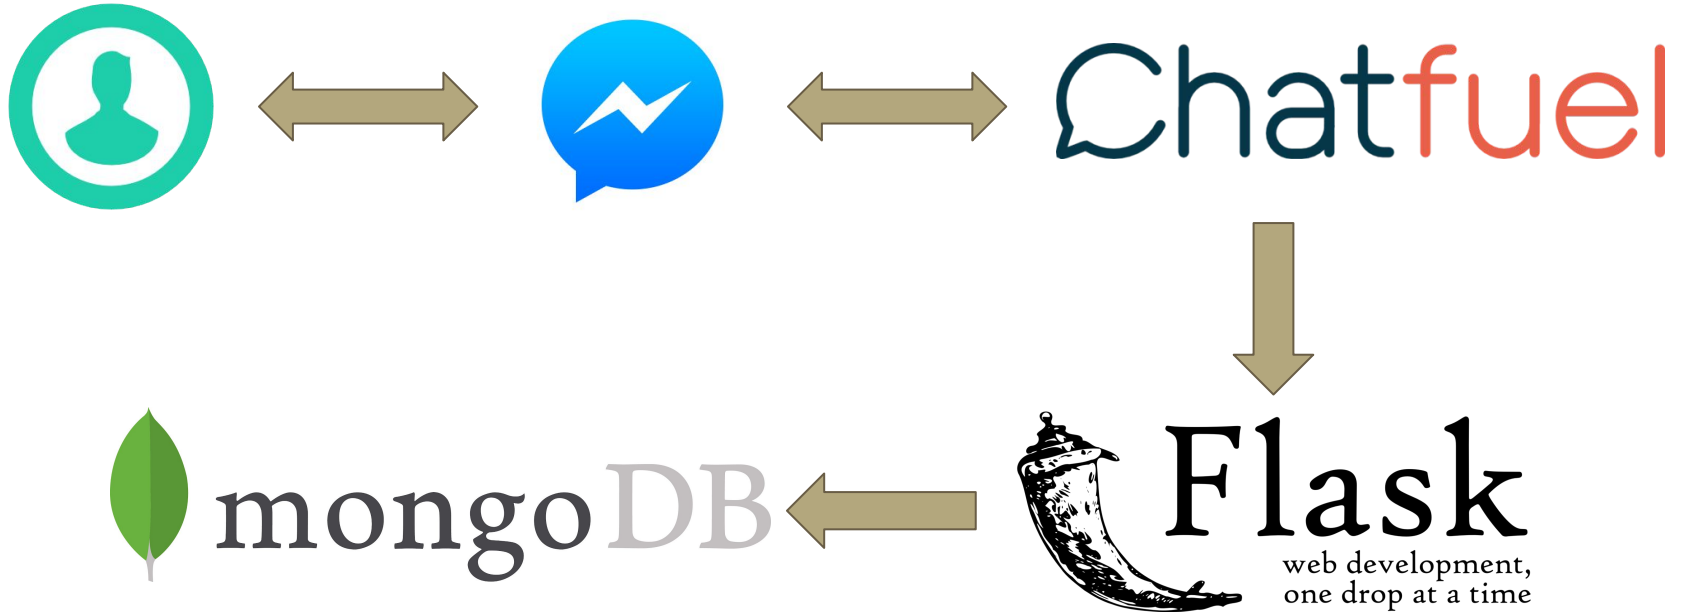 Chatfuel
mongoDB
Flask
web development,
one drop at a time